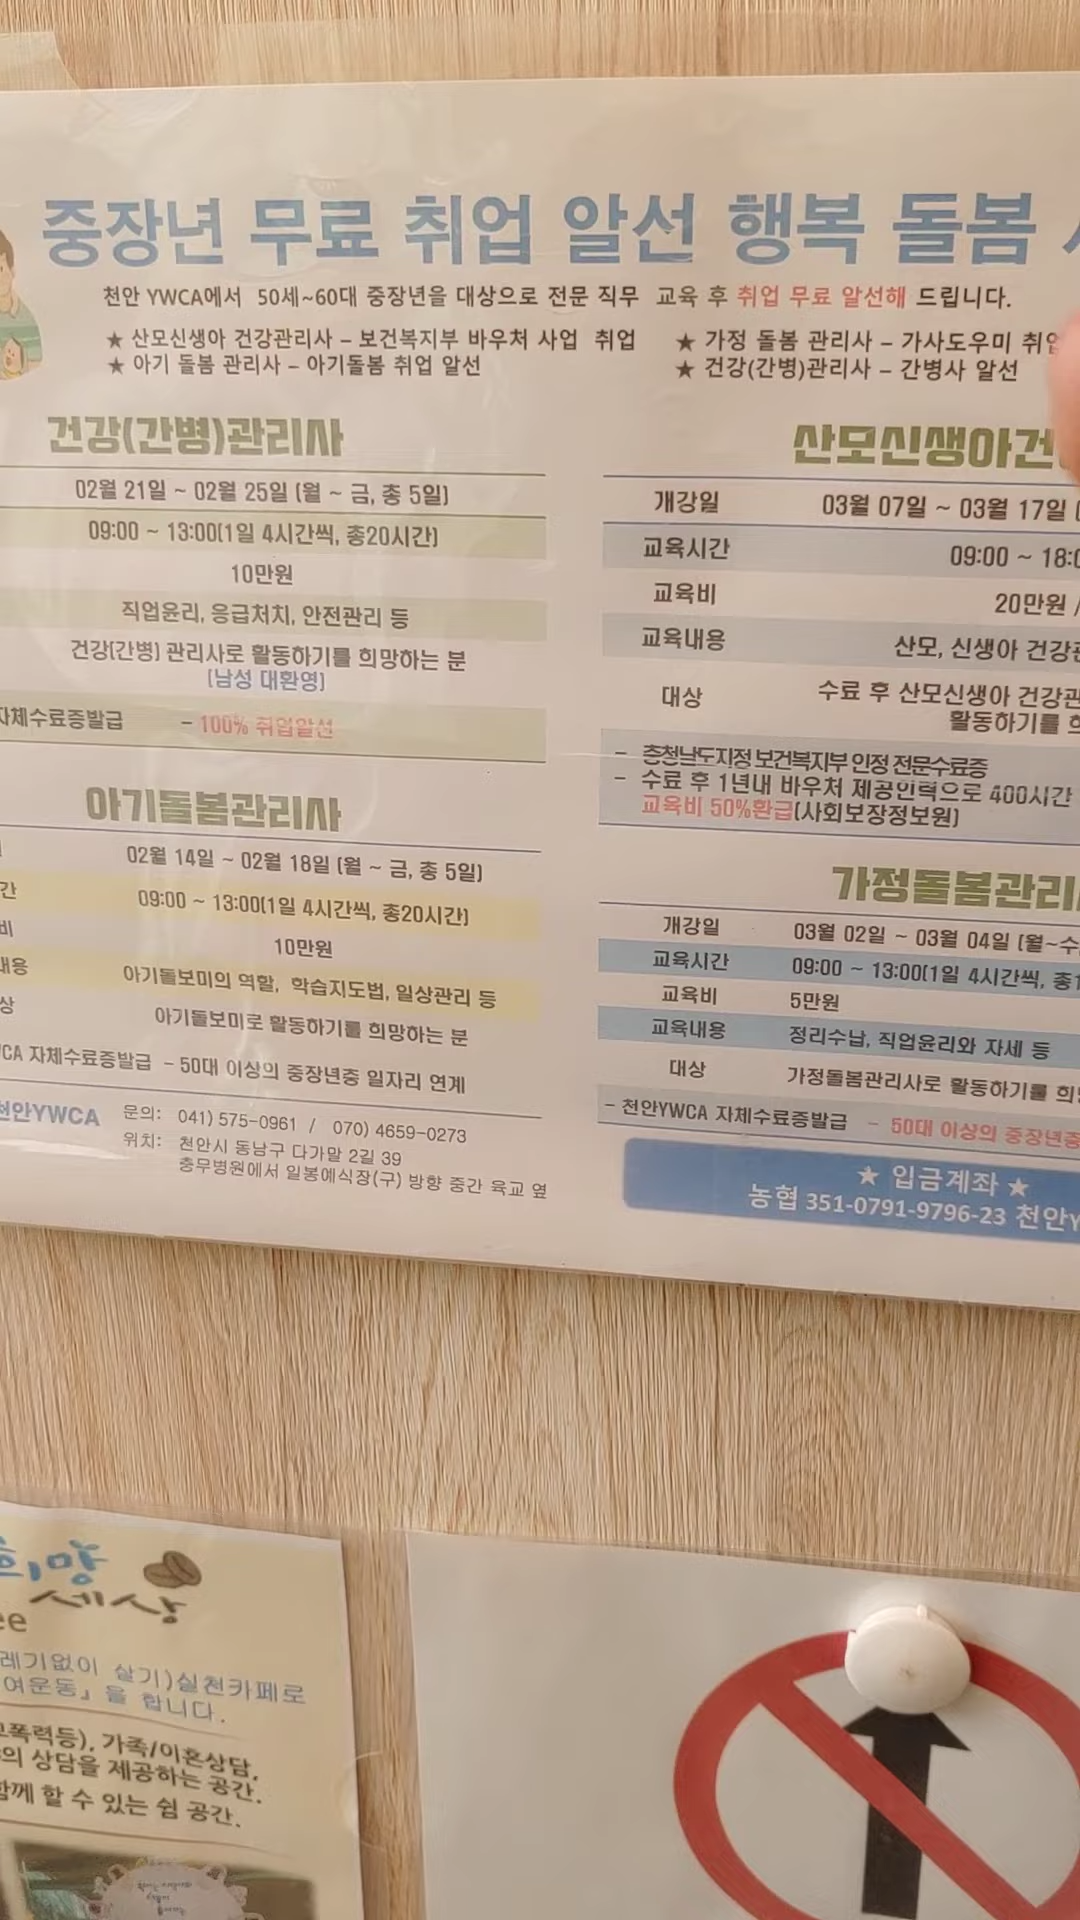 중장년 무료 취업 알선 행복 돌봄
천안 YWCA에서 50세~60대 중장년을 대상으로 전문 직무 교육 후 취업 무료 알선해 드립니다.
★ 산모신생아 건강관리사 – 보건복지부 바우처 사업 취업
★ 아기 돌봄 관리사 – 아기돌봄 취업 알선
★ 가정 돌봄 관리사 – 가사도우미 취업
★ 건강(간병)관리사 – 간병사 알선
건강(간병)관리사
02월 21일 ~ 02월 25일 (월 ~ 금, 총 5일)
09:00 ~ 13:00(1일 4시간씩, 총20시간)
10만원
직업윤리, 응급처치, 안전관리 등
건강(간병) 관리사로 활동하기를 희망하는 분
(남성 대환영)
자체수료증발급 – 100% 취업알선
아기돌봄관리사
02월 14일 ~ 02월 18일 (월 ~ 금, 총 5일)
간 09:00 ~ 13:00(1일 4시간씩, 총20시간)
비 10만원
내용 아기돌보미의 역할, 학습지도법, 일상관리 등
상 아기돌보미로 활동하기를 희망하는 분
CA 자체수료증발급 – 50대 이상의 중장년층 일자리 연계
천안YWCA
문의: 041) 575-0961 / 070) 4659-0273
위치: 천안시 동남구 다가말 2길 39
충무병원에서 일봉예식장(구) 방향 중간 육교 옆
산모신생아건
개강일 03월 07일 ~ 03월 17일 (
교육시간 09:00 ~ 18:0
교육비 20만원 /
교육내용 산모, 신생아 건강관
대상 수료 후 산모신생아 건강관
활동하기를 희
– 충청남도지정 보건복지부 인정 전문수료증
– 수료 후 1년내 바우처 제공인력으로 400시간
교육비 50%환급(사회보장정보원)
가정돌봄관리
개강일 03월 02일 ~ 03월 04일 (월~수
교육시간 09:00 ~ 13:00(1일 4시간씩, 총1
교육비 5만원
교육내용 정리수납, 직업윤리와 자세 등
대상 가정돌봄관리사로 활동하기를 희망
– 천안YWCA 자체수료증발급 – 50대 이상의 중장년층
★ 입금계좌 ★
농협 351-0791-9796-23 천안Y
희망
세상
ee
레기없이 살기)실천카페로
여운동』을 합니다.
폭력등), 가족/이혼상담,
의 상담을 제공하는 공간.
함께 할 수 있는 쉼 공간.